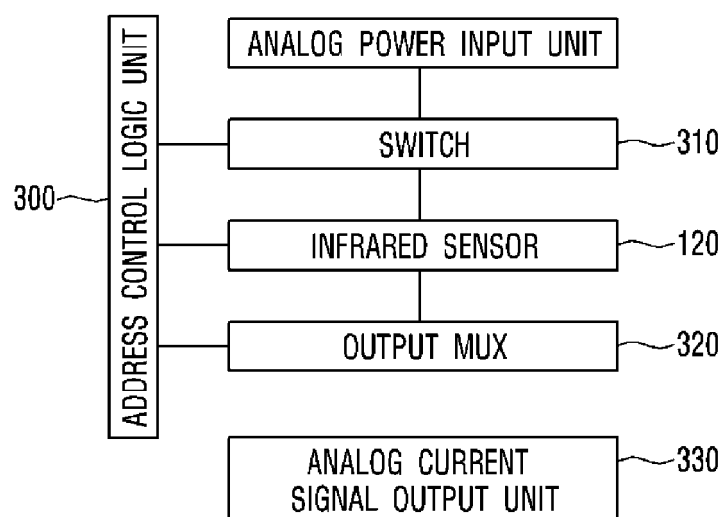 ANALOG POWER INPUT UNIT
ADDRESS CONTROL LOGIC UNIT
SWITCH
310
300
INFRARED SENSOR
120
OUTPUT MUX
320
ANALOG CURRENT
SIGNAL OUTPUT UNIT
330